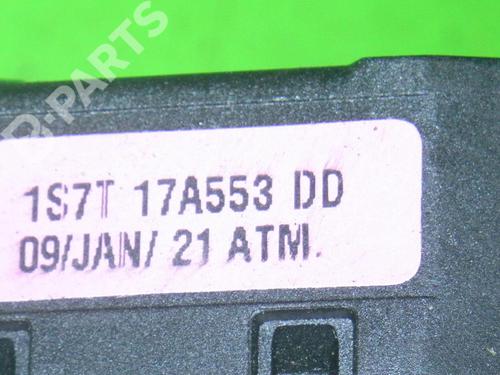 B-PARTS
1S7T 17A553 DD
09/JAN/ 21 ATM